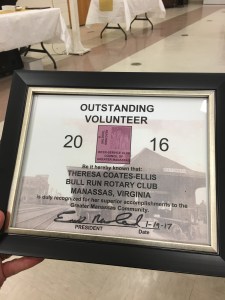 OUTSTANDING
VOLUNTEER
20 16
Be it hereby known that:
THERESA COATES-ELLIS
BULL RUN ROTARY CLUB
MANASSAS, VIRGINIA
is duly recognized for her superior accomplishments to the
Greater Manassas Community.
1-19-17
PRESIDENT Date